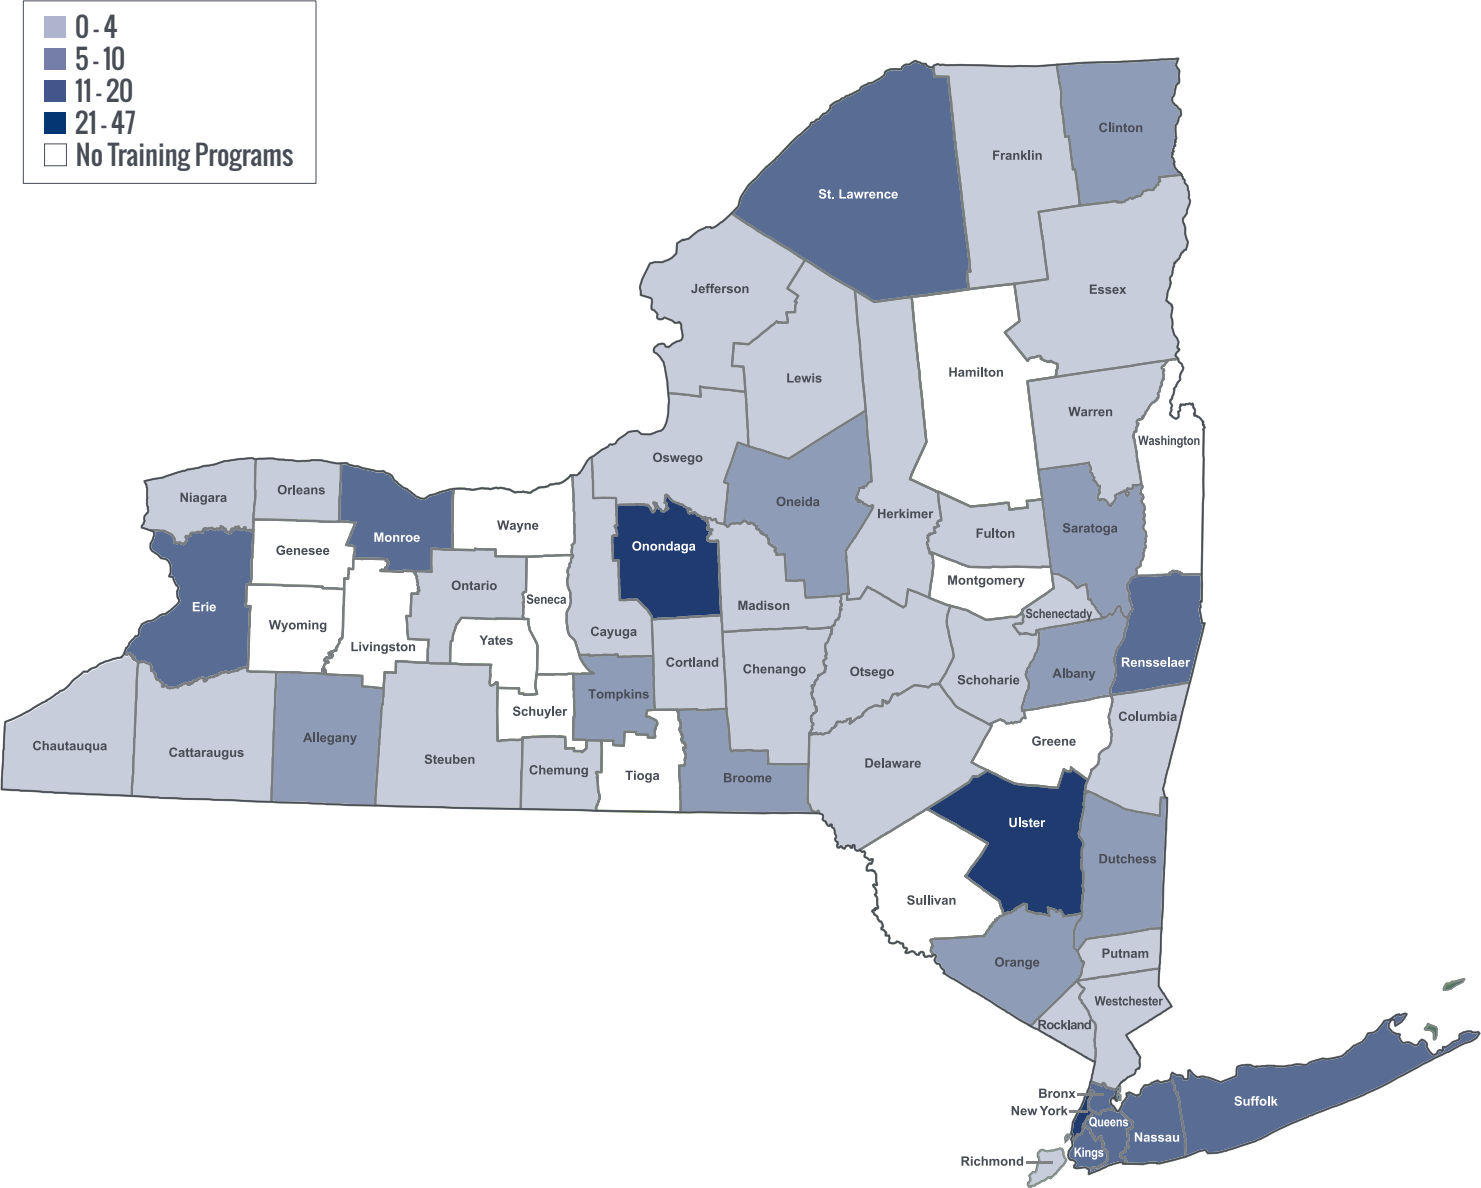 0 - 4
5 - 10
11 - 20
21 - 47
No Training Programs
Clinton
Franklin
St. Lawrence
Jefferson
Essex
Lewis
Hamilton
Warren
Washington
Oswego
Niagara
Orleans
Oneida
Herkimer
Wayne
Saratoga
Fulton
Monroe
Onondaga
Genesee
Montgomery
Ontario
Seneca
Erie
Madison
Schenectady
Wyoming
Cayuga
Yates
Livingston
Cortland
Rensselaer
Chenango
Otsego
Albany
Schoharie
Tompkins
Schuyler
Columbia
Allegany
Greene
Chautauqua
Cattaraugus
Steuben
Delaware
Chemung
Tioga
Broome
Ulster
Dutchess
Sullivan
Putnam
Orange
Westchester
Rockland
Bronx
Suffolk
New York
Queens
Nassau
Kings
Richmond